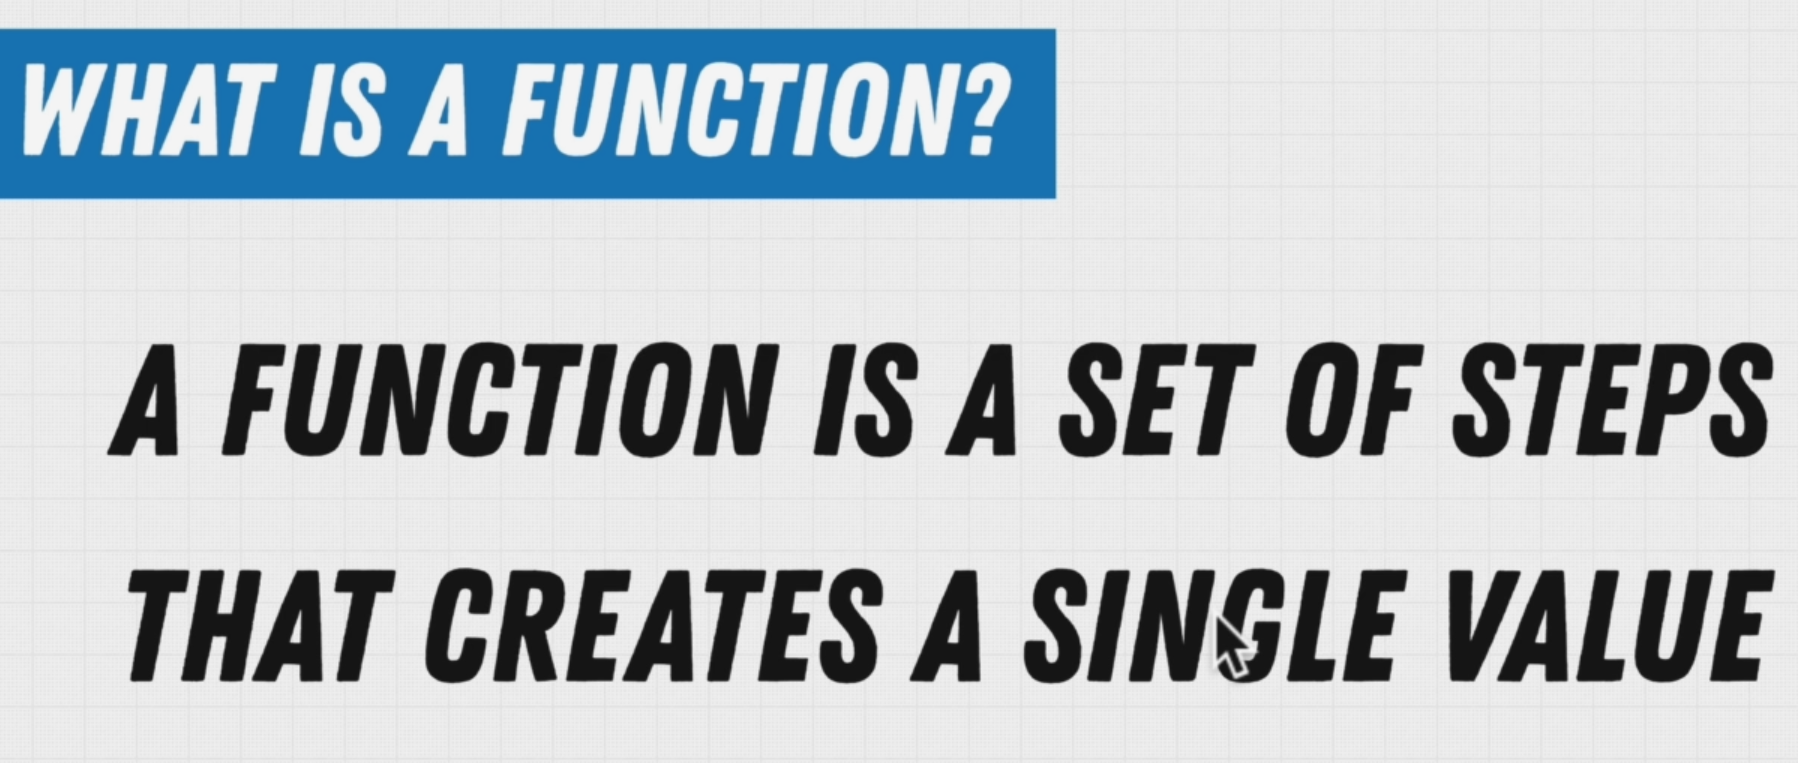 WHAT IS A FUNCTION?
A FUNCTION IS A SET OF STEPS
THAT CREATES A SINGLE VALUE